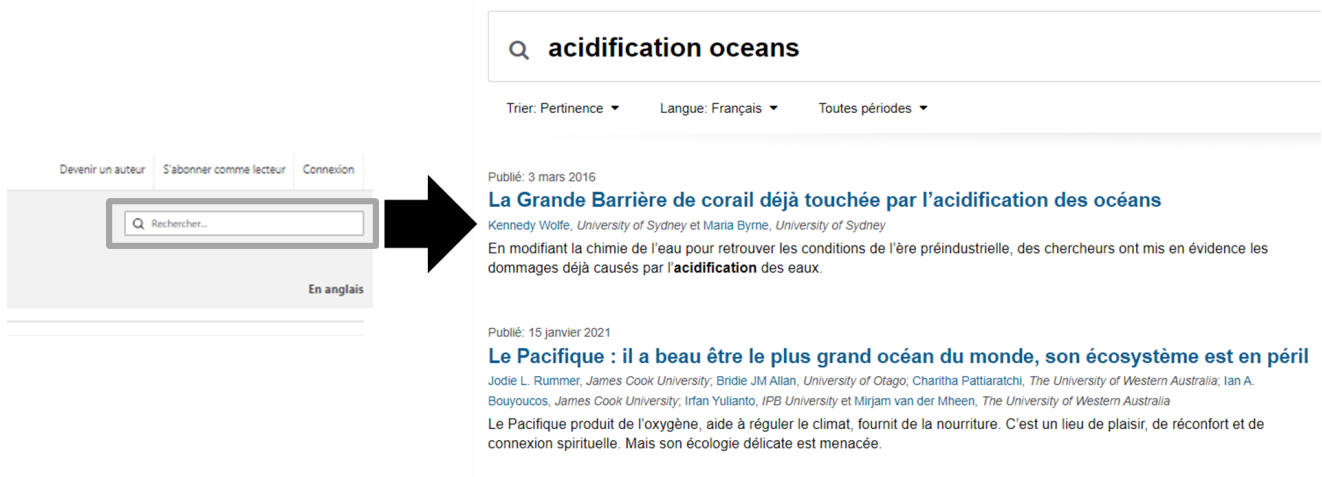 Devenir un auteur S'abonner comme lecteur Connexion
Rechercher...
En anglais
acidification oceans
Trier: Pertinence Langue: Français Toutes périodes
Publié: 3 mars 2016
La Grande Barrière de corail déjà touchée par l’acidification des océans
Kennedy Wolfe, University of Sydney et Maria Byrne, University of Sydney
En modifiant la chimie de l’eau pour retrouver les conditions de l’ère préindustrielle, des chercheurs ont mis en évidence les
dommages déjà causés par l’acidification des eaux.
Publié: 15 janvier 2021
Le Pacifique : il a beau être le plus grand océan du monde, son écosystème est en péril
Jodie L. Rummer, James Cook University; Bridie JM Allan, University of Otago; Charitha Pattiaratchi, The University of Western Australia; Ian A.
Bouyoucos, James Cook University; Irfan Yulianto, IPB University et Mirjam van der Mheen, The University of Western Australia
Le Pacifique produit de l’oxygène, aide à réguler le climat, fournit de la nourriture. C’est un lieu de plaisir, de réconfort et de
connexion spirituelle. Mais son écologie délicate est menacée.